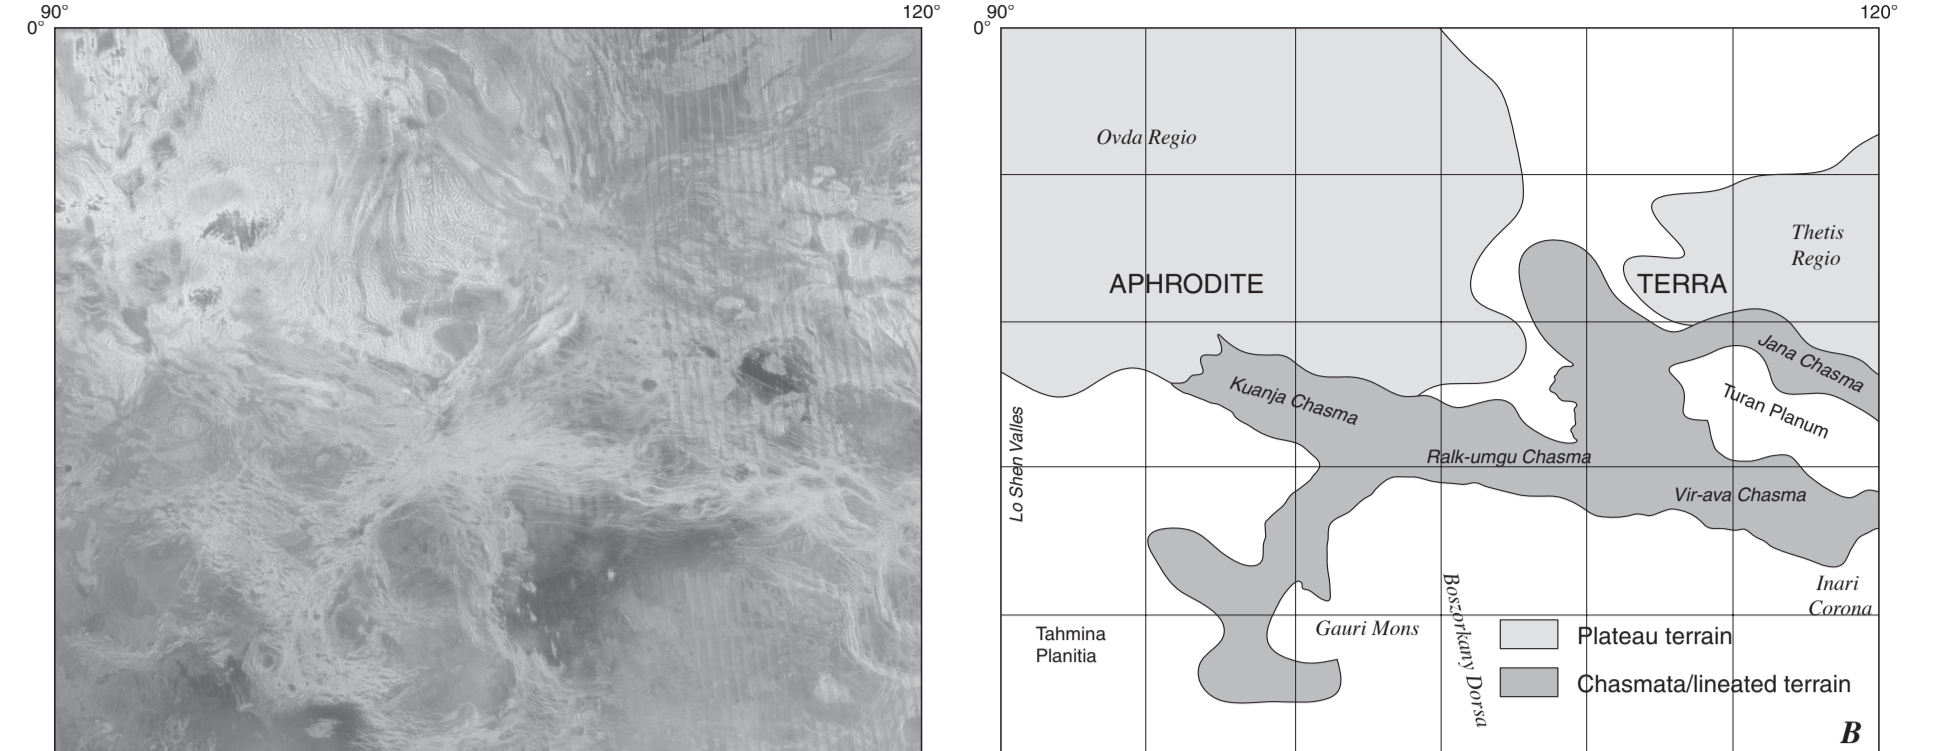 90°
120°
0°
90°
120°
0°
Ovda Regio
Thetis
Regio
APHRODITE
TERRA
Jana Chasma
Kuanja Chasma
Turan Planum
Lo Shen Valles
Ralk-umgu Chasma
Vir-ava Chasma
Inari
Corona
Boszorkany Dorsa
Tahmina
Planitia
Gauri Mons
Plateau terrain
Chasmata/lineated terrain
B